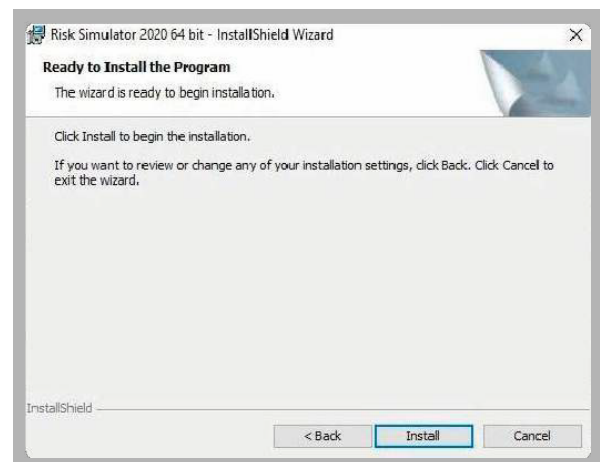 Risk Simulator 2020 64 bit - InstallShield Wizard
Ready to Install the Program
The wizard is ready to begin installation.
Click Install to begin the installation.
If you want to review or change any of your installation settings, click Back. Click Cancel to
exit the wizard.
InstallShield
< Back Install Cancel